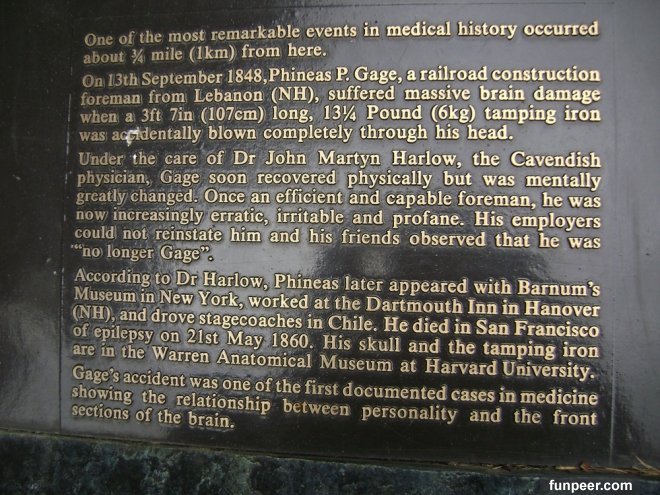 One of the most remarkable events in medical history occurred
about ¾ mile (1km) from here.
On 13th September 1848, Phineas P. Gage, a railroad construction
foreman from Lebanon (NH), suffered massive brain damage
when a 3ft 7in (107cm) long, 13¼ Pound (6kg) tamping iron
was accidentally blown completely through his head.
Under the care of Dr John Martyn Harlow, the Cavendish
physician, Gage soon recovered physically but was mentally
greatly changed. Once an efficient and capable foreman, he was
now increasingly erratic, irritable and profane. His employers
could not reinstate him and his friends observed that he was
"“no longer Gage”.
According to Dr Harlow, Phineas later appeared with Barnum's
Museum in New York, worked at the Dartmouth Inn in Hanover
(NH), and drove stagecoaches in Chile. He died in San Francisco
of epilepsy on 21st May 1860. His skull and the tamping iron
are in the Warren Anatomical Museum at Harvard University.
Gage's accident was one of the first documented cases in medicine
showing the relationship between personality and the front
sections of the brain.
funpeer.com